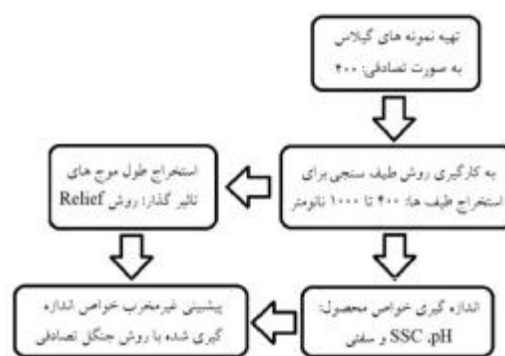 تهیه نمونه های گیلاس
به صورت تصادفی: ۴۰۰
به کارگیری روش طیف سنجی برای
استخراج طیف ها: ۴۰۰ تا ۱۰۰۰ نانومتر
استخراج طول موج های
تاثیر گذار: روش Relief
اندازه گیری خواص محصول:
SSC ،pH و سفتی
پیشبینی غیرمخرب خواص اندازه
گیری شده با روش جنگل تصادفی